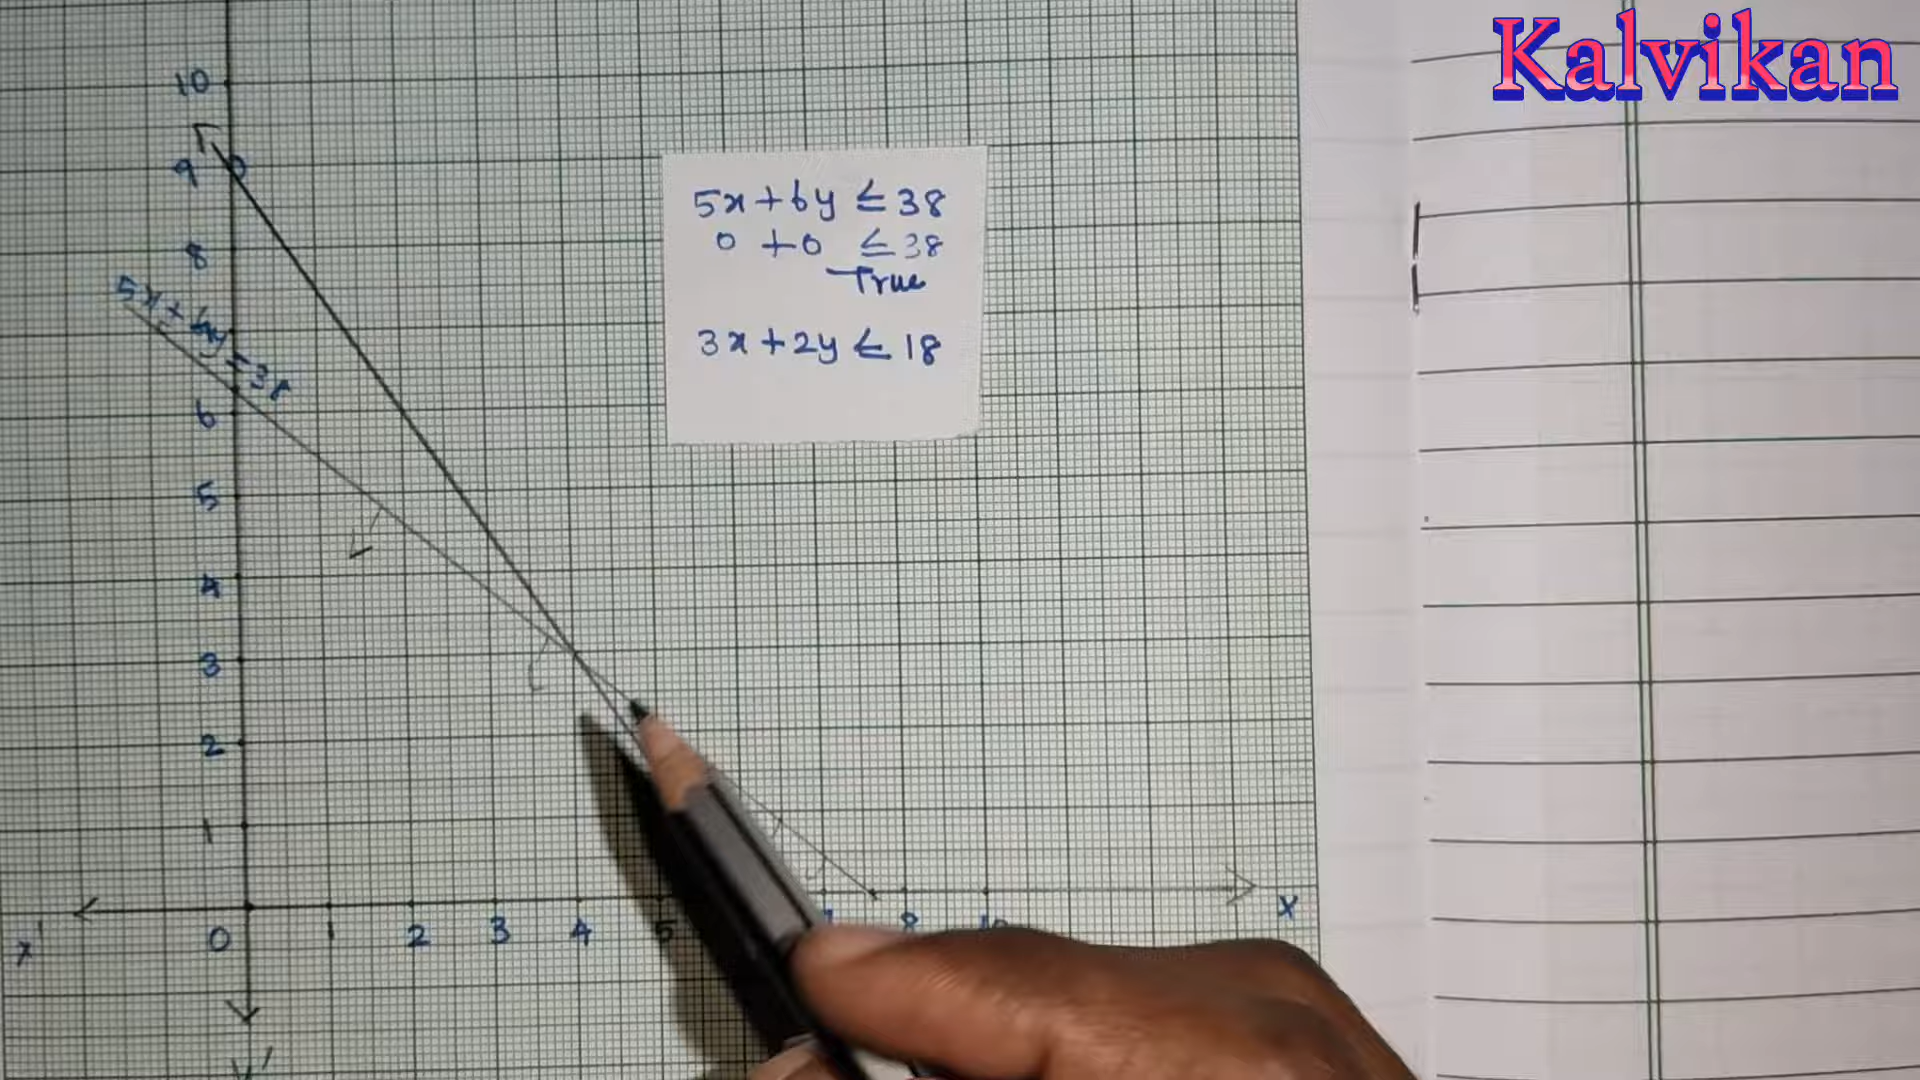 Kalvikan
10
9
8
5x + 6y = 38
6
5
4
3
2
1
5x + 6y ≤ 38
0 + 0 ≤ 38
True
3x + 2y ≤ 18
x' 0 1 2 3 4 5 8 x
y'